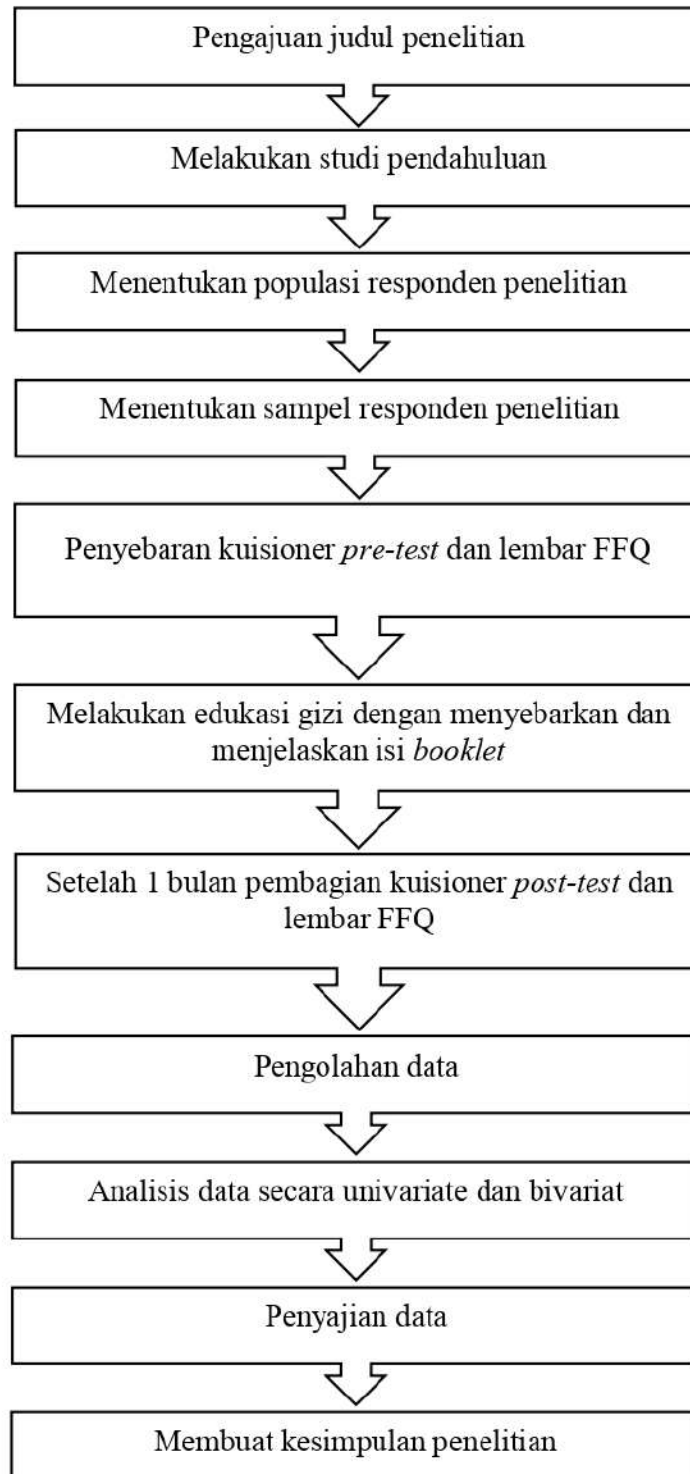 Pengajuan judul penelitian
Melakukan studi pendahuluan
Menentukan populasi responden penelitian
Menentukan sampel responden penelitian
Penyebaran kuisioner pre-test dan lembar FFQ
Melakukan edukasi gizi dengan menyebarkan dan
menjelaskan isi booklet
Setelah 1 bulan pembagian kuisioner post-test dan
lembar FFQ
Pengolahan data
Analisis data secara univariate dan bivariat
Penyajian data
Membuat kesimpulan penelitian